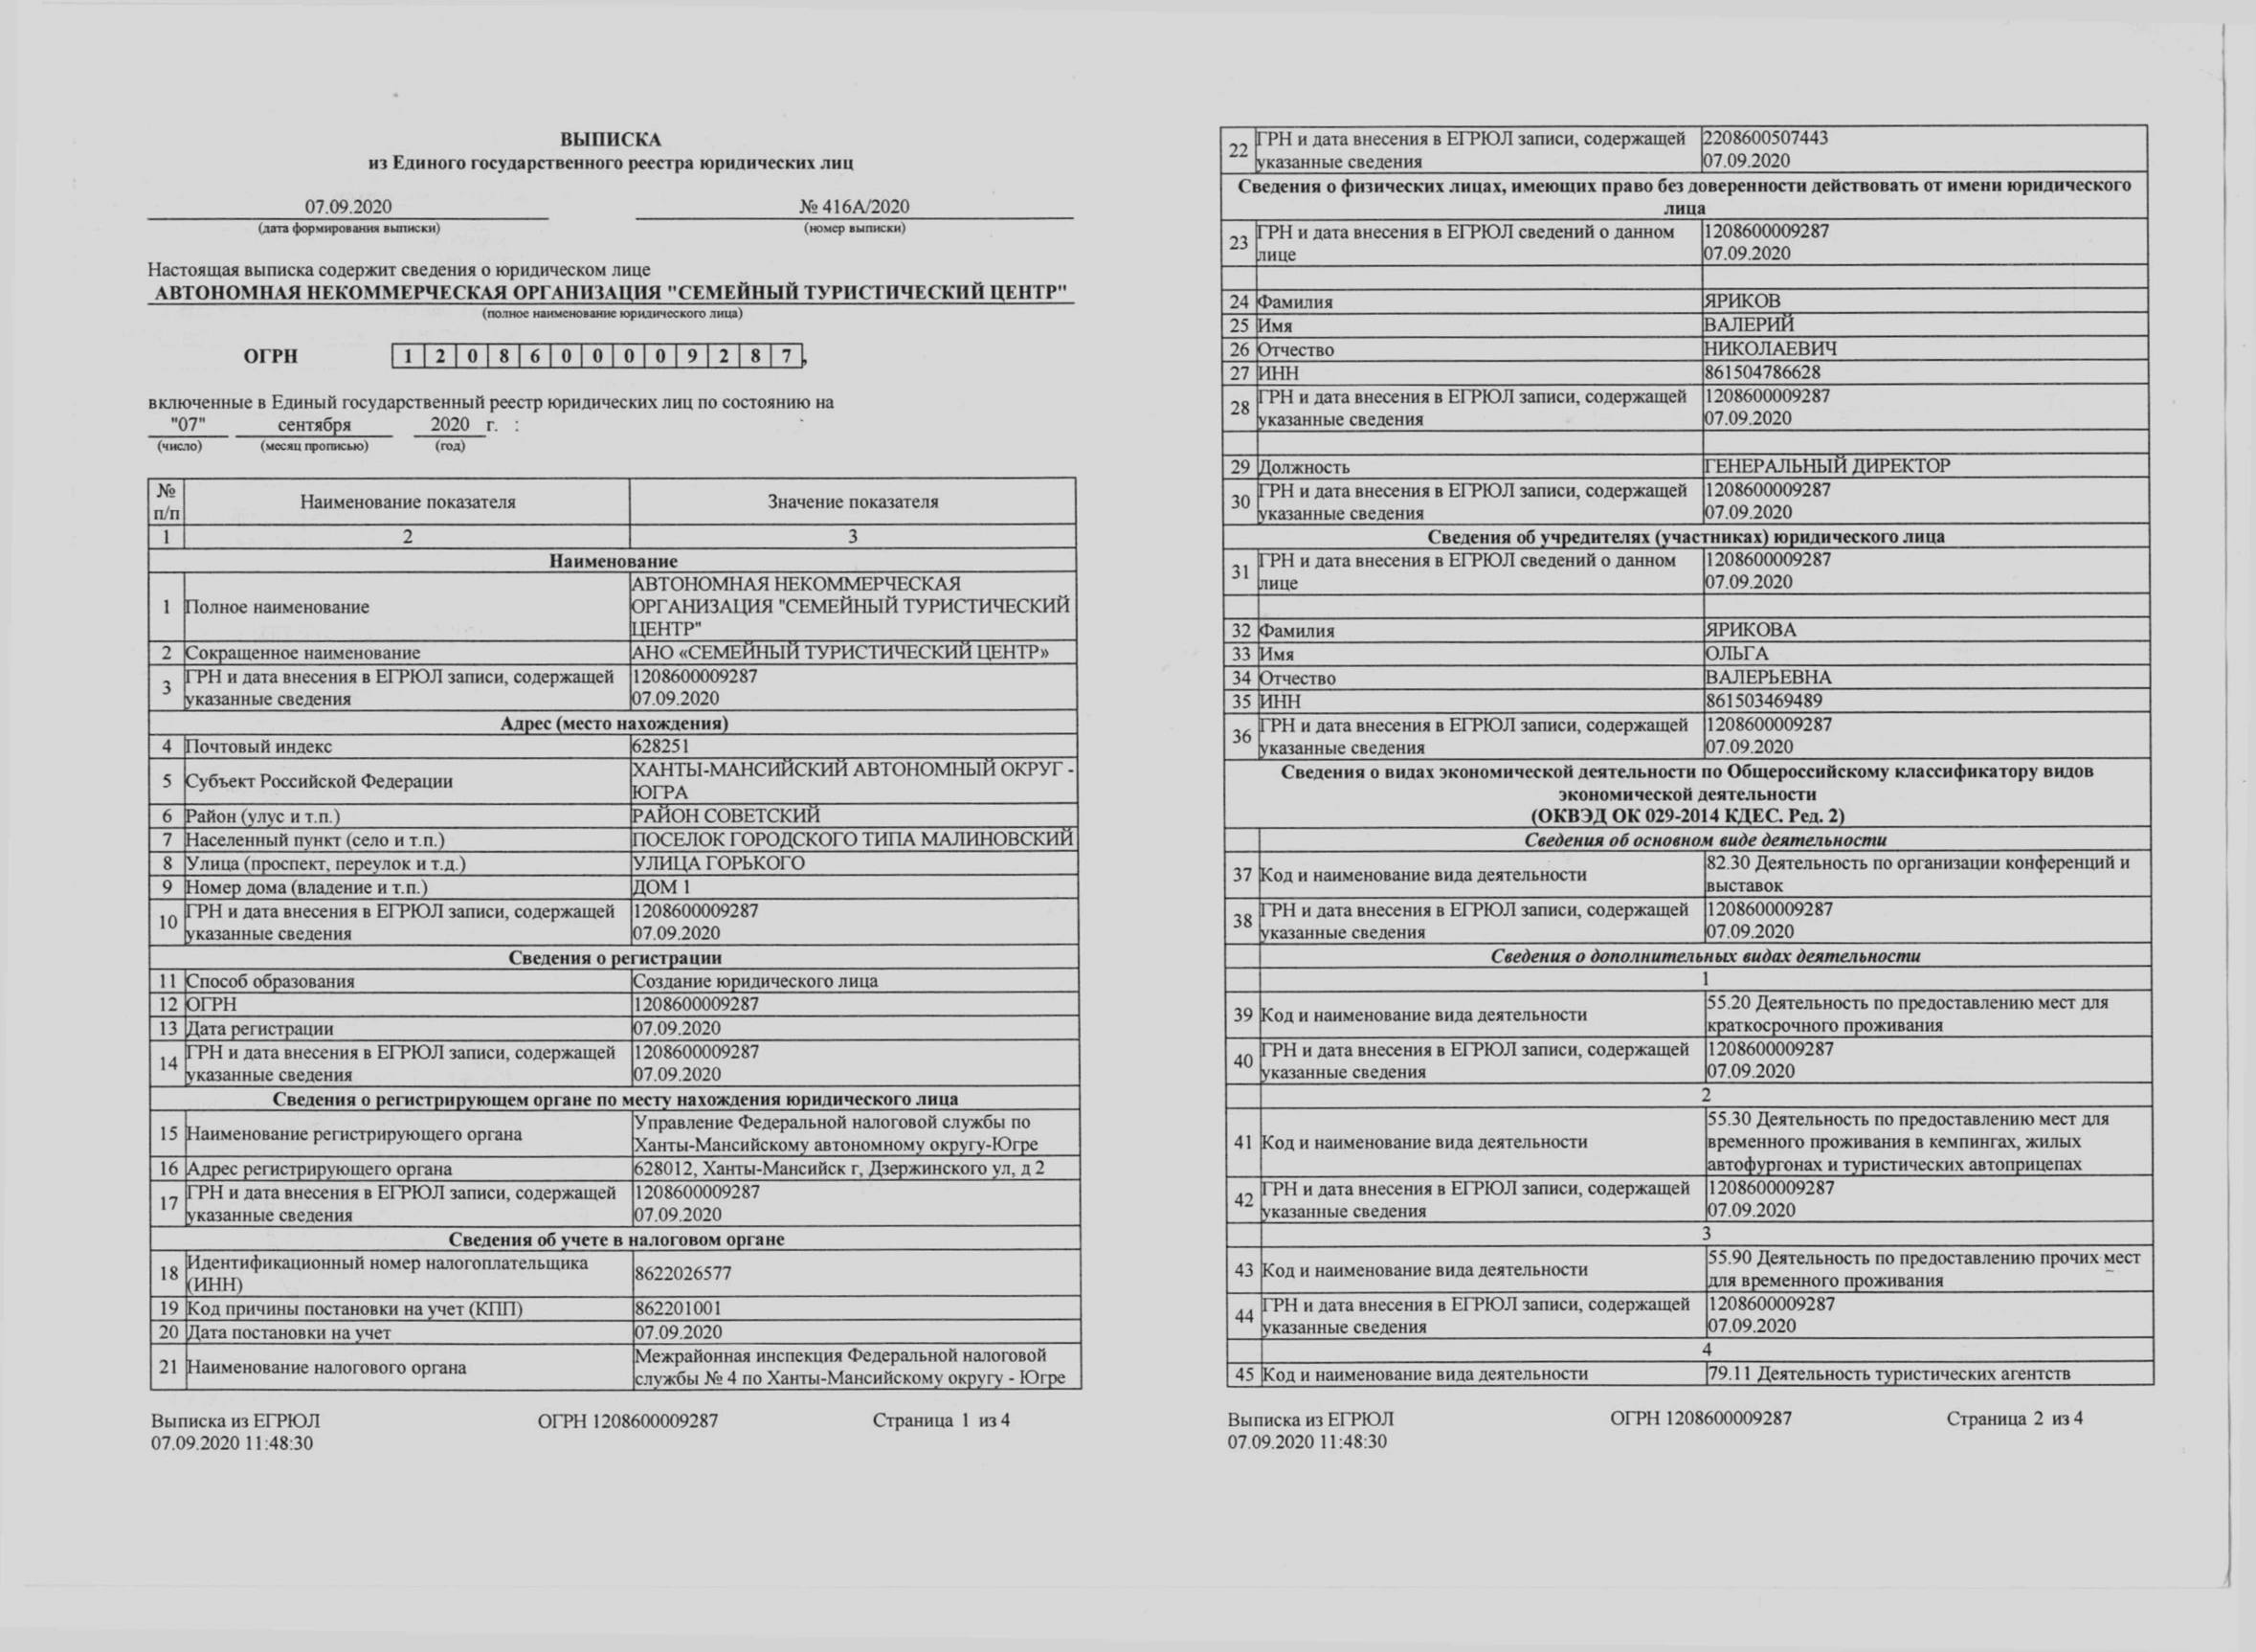 ВЫПИСКА
из Единого государственного реестра юридических лиц
07.09.2020 № 416А/2020
(дата формирования выписки) (номер выписки)
Настоящая выписка содержит сведения о юридическом лице
АВТОНОМНАЯ НЕКОММЕРЧЕСКАЯ ОРГАНИЗАЦИЯ "СЕМЕЙНЫЙ ТУРИСТИЧЕСКИЙ ЦЕНТР"
(полное наименование юридического лица)
ОГРН 1 2 0 8 6 0 0 0 0 9 2 8 7,
включенные в Единый государственный реестр юридических лиц по состоянию на
"07" сентября 2020 г. :
(число) (месяц прописью) (год)
№
п/п Наименование показателя Значение показателя
1 2 3
Наименование
1 Полное наименование АВТОНОМНАЯ НЕКОММЕРЧЕСКАЯ
ОРГАНИЗАЦИЯ "СЕМЕЙНЫЙ ТУРИСТИЧЕСКИЙ
ЦЕНТР"
2 Сокращенное наименование АНО «СЕМЕЙНЫЙ ТУРИСТИЧЕСКИЙ ЦЕНТР»
3 ГРН и дата внесения в ЕГРЮЛ записи, содержащей 1208600009287
указанные сведения 07.09.2020
Адрес (место нахождения)
4 Почтовый индекс 628251
5 Субъект Российской Федерации ХАНТЫ-МАНСИЙСКИЙ АВТОНОМНЫЙ ОКРУГ -
ЮГРА
6 Район (улус и т.п.) РАЙОН СОВЕТСКИЙ
7 Населенный пункт (село и т.п.) ПОСЕЛОК ГОРОДСКОГО ТИПА МАЛИНОВСКИЙ
8 Улица (проспект, переулок и т.д.) УЛИЦА ГОРЬКОГО
9 Номер дома (владение и т.п.) ДОМ 1
10 ГРН и дата внесения в ЕГРЮЛ записи, содержащей 1208600009287
указанные сведения 07.09.2020
Сведения о регистрации
11 Способ образования Создание юридического лица
12 ОГРН 1208600009287
13 Дата регистрации 07.09.2020
14 ГРН и дата внесения в ЕГРЮЛ записи, содержащей 1208600009287
указанные сведения 07.09.2020
Сведения о регистрирующем органе по месту нахождения юридического лица
15 Наименование регистрирующего органа Управление Федеральной налоговой службы по
Ханты-Мансийскому автономному округу-Югре
16 Адрес регистрирующего органа 628012, Ханты-Мансийск г, Дзержинского ул, д 2
17 ГРН и дата внесения в ЕГРЮЛ записи, содержащей 1208600009287
указанные сведения 07.09.2020
Сведения об учете в налоговом органе
18 Идентификационный номер налогоплательщика 8622026577
(ИНН)
19 Код причины постановки на учет (КПП) 862201001
20 Дата постановки на учет 07.09.2020
21 Наименование налогового органа Межрайонная инспекция Федеральной налоговой
службы № 4 по Ханты-Мансийскому округу - Югре
Выписка из ЕГРЮЛ ОГРН 1208600009287 Страница 1 из 4
07.09.2020 11:48:30
22 ГРН и дата внесения в ЕГРЮЛ записи, содержащей 2208600507443
указанные сведения 07.09.2020
Сведения о физических лицах, имеющих право без доверенности действовать от имени юридического
лица
23 ГРН и дата внесения в ЕГРЮЛ сведений о данном 1208600009287
лице 07.09.2020
24 Фамилия ЯРИКОВ
25 Имя ВАЛЕРИЙ
26 Отчество НИКОЛАЕВИЧ
27 ИНН 861504786628
28 ГРН и дата внесения в ЕГРЮЛ записи, содержащей 1208600009287
указанные сведения 07.09.2020
29 Должность ГЕНЕРАЛЬНЫЙ ДИРЕКТОР
30 ГРН и дата внесения в ЕГРЮЛ записи, содержащей 1208600009287
указанные сведения 07.09.2020
Сведения об учредителях (участниках) юридического лица
31 ГРН и дата внесения в ЕГРЮЛ сведений о данном 1208600009287
лице 07.09.2020
32 Фамилия ЯРИКОВА
33 Имя ОЛЬГА
34 Отчество ВАЛЕРЬЕВНА
35 ИНН 861503469489
36 ГРН и дата внесения в ЕГРЮЛ записи, содержащей 1208600009287
указанные сведения 07.09.2020
Сведения о видах экономической деятельности по Общероссийскому классификатору видов
экономической деятельности
(ОКВЭД ОК 029-2014 КДЕС. Ред. 2)
Сведения об основном виде деятельности
37 Код и наименование вида деятельности 82.30 Деятельность по организации конференций и
выставок
38 ГРН и дата внесения в ЕГРЮЛ записи, содержащей 1208600009287
указанные сведения 07.09.2020
Сведения о дополнительных видах деятельности
1
39 Код и наименование вида деятельности 55.20 Деятельность по предоставлению мест для
краткосрочного проживания
40 ГРН и дата внесения в ЕГРЮЛ записи, содержащей 1208600009287
указанные сведения 07.09.2020
2
41 Код и наименование вида деятельности 55.30 Деятельность по предоставлению мест для
временного проживания в кемпингах, жилых
автофургонах и туристических автоприцепах
42 ГРН и дата внесения в ЕГРЮЛ записи, содержащей 1208600009287
указанные сведения 07.09.2020
3
43 Код и наименование вида деятельности 55.90 Деятельность по предоставлению прочих мест
для временного проживания
44 ГРН и дата внесения в ЕГРЮЛ записи, содержащей 1208600009287
указанные сведения 07.09.2020
4
45 Код и наименование вида деятельности 79.11 Деятельность туристических агентств
Выписка из ЕГРЮЛ ОГРН 1208600009287 Страница 2 из 4
07.09.2020 11:48:30